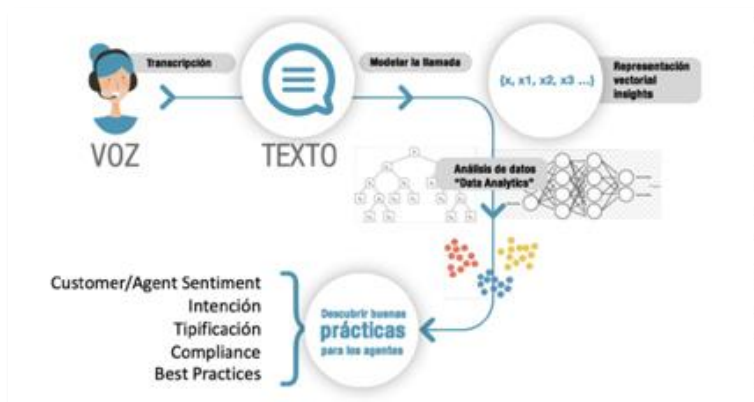 Transcripción
Modelar la llamada
{x, x1, x2, x3 ...}
Representación
vectorial
insights
VOZ
TEXTO
Análisis de datos
"Data Analytics"
Customer/Agent Sentiment
Intención
Tipificación
Compliance
Best Practices
Descubrir buenas
prácticas
para los agentes